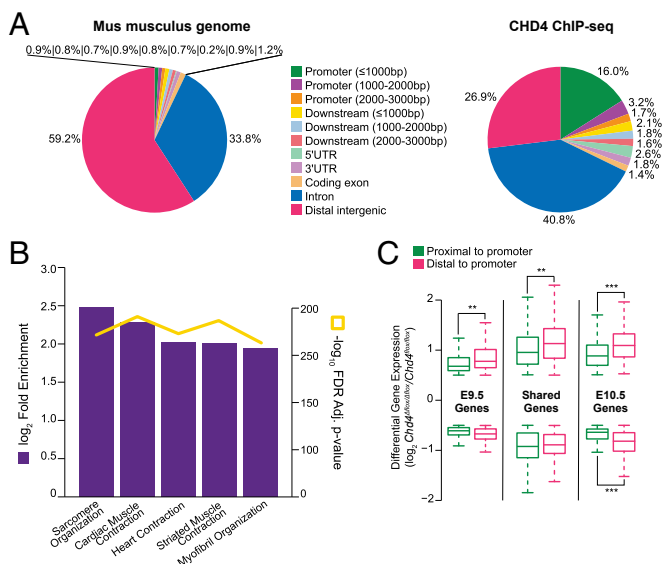 A
Mus musculus genome
0.9%|0.8%|0.7%|0.9%|0.8%|0.7%|0.2%|0.9%|1.2%
59.2%
33.8%
Promoter (≤1000bp)
Promoter (1000-2000bp)
Promoter (2000-3000bp)
Downstream (≤1000bp)
Downstream (1000-2000bp)
Downstream (2000-3000bp)
5'UTR
3'UTR
Coding exon
Intron
Distal intergenic
CHD4 ChIP-seq
26.9%
16.0%
3.2%
1.7%
2.1%
1.8%
1.6%
2.6%
1.8%
1.4%
40.8%
B
log2 Fold Enrichment
3.0
2.5
2.0
1.5
1.0
0.5
0
200
250
150
100
0
-log10 FDR Adj. p-value
Sarcomere Organization
Cardiac Muscle Contraction
Heart Contraction
Striated Muscle Contraction
Myofibril Organization
C
Proximal to promoter
Distal to promoter
Differential Gene Expression
(log2 Chd4Δflox/Δflox/Chd4flox/flox)
2
1
0
−1
−2
**
**
***
E9.5 Genes
Shared Genes
E10.5 Genes
***